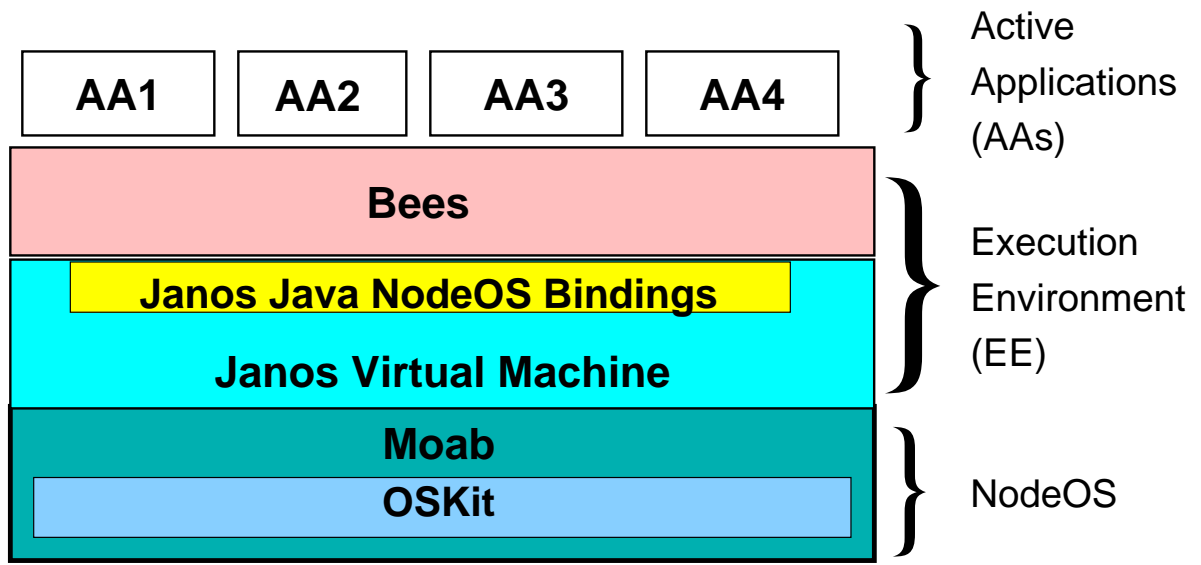 AA1 AA2 AA3 AA4
Active
Applications
(AAs)
Bees
Janos Java NodeOS Bindings
Janos Virtual Machine
Execution
Environment
(EE)
Moab
OSKit
NodeOS